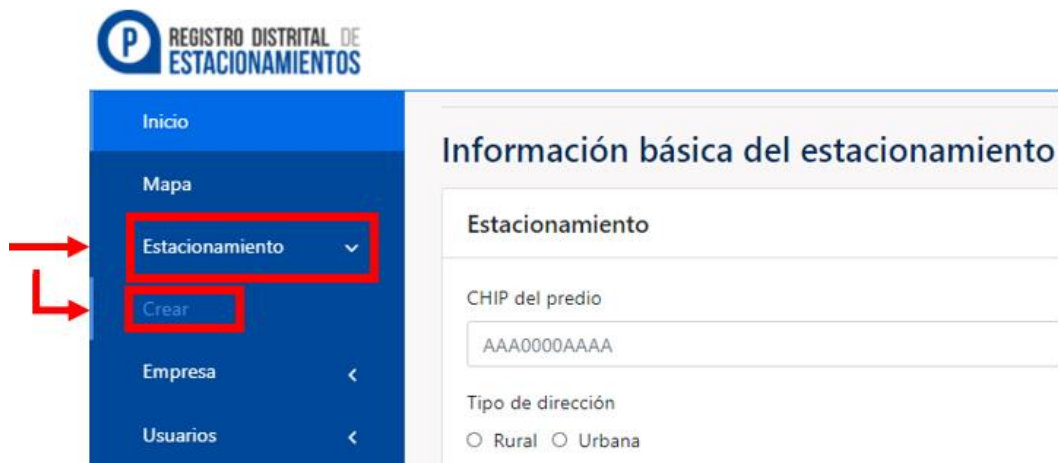 P
REGISTRO DISTRITAL DE
ESTACIONAMIENTOS
Inicio
Mapa
Estacionamiento
Crear
Empresa
Usuarios
Información básica del estacionamiento
Estacionamiento
CHIP del predio
AAA0000AAAA
Tipo de dirección
Rural Urbana